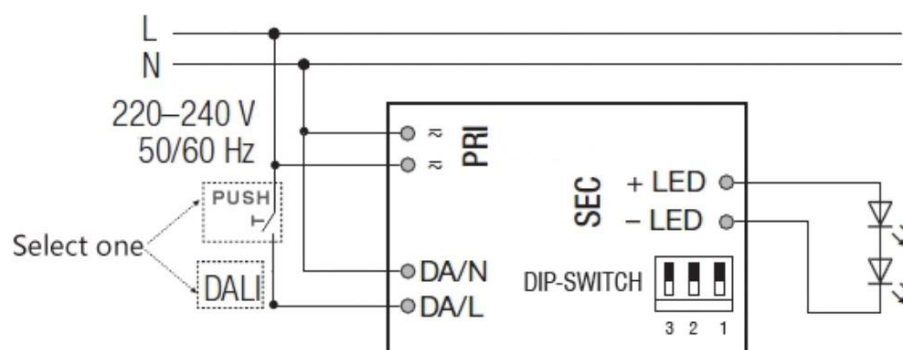 L
N
220–240 V
50/60 Hz
≂ PRI
≂
PUSH
Select one
DALI
SEC
+ LED
– LED
DA/N
DA/L
DIP-SWITCH
3 2 1